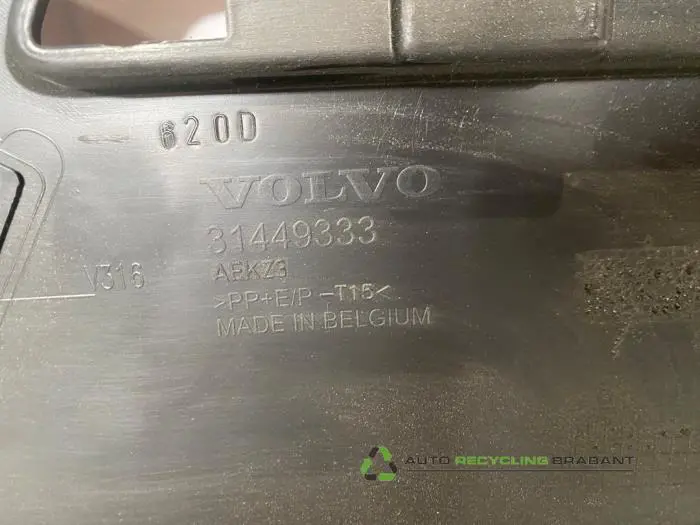 620D
VOLVO
31449333
V316
AEKZ3
>PP+E/P -T15<
MADE IN BELGIUM
AUTO RECYCLING BRABANT